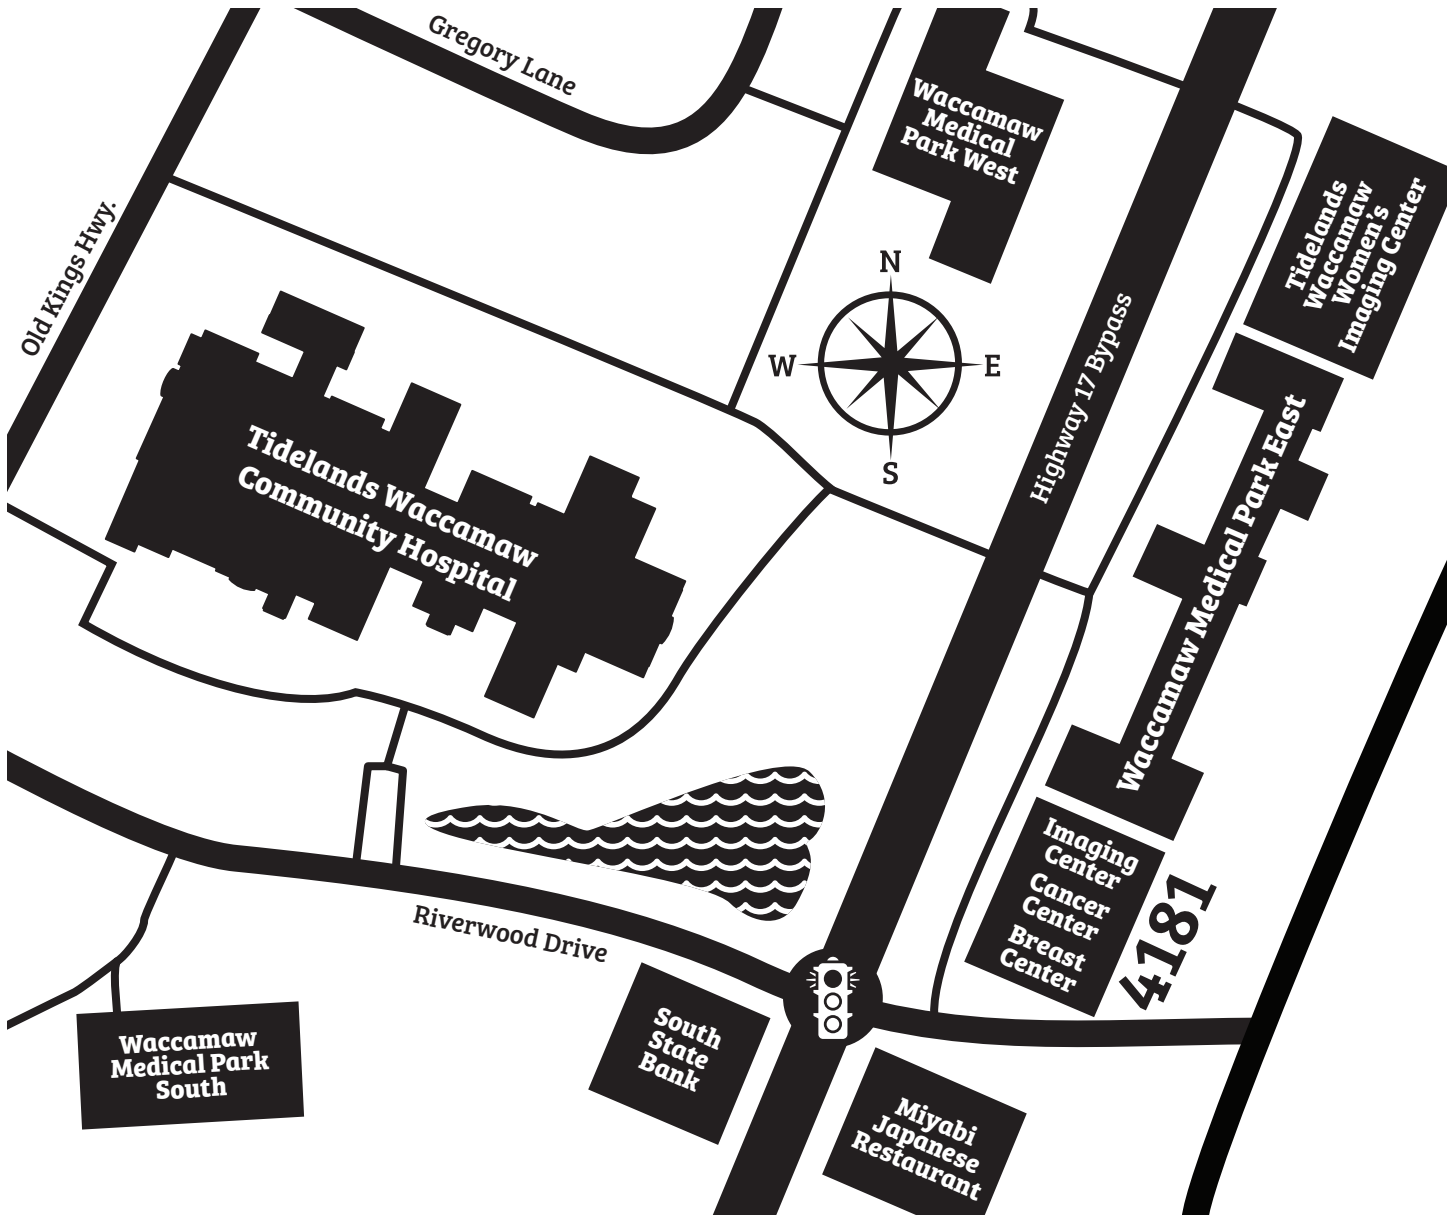 Gregory Lane
Old Kings Hwy.
Waccamaw
Medical
Park West
Tidelands
Waccamaw
Women's
Imaging Center
N
W
E
S
Highway 17 Bypass
Tidelands Waccamaw
Community Hospital
Waccamaw Medical Park East
Imaging
Center
Cancer
Center
Breast
Center
4181
Riverwood Drive
South
State
Bank
Waccamaw
Medical Park
South
Miyabi
Japanese
Restaurant